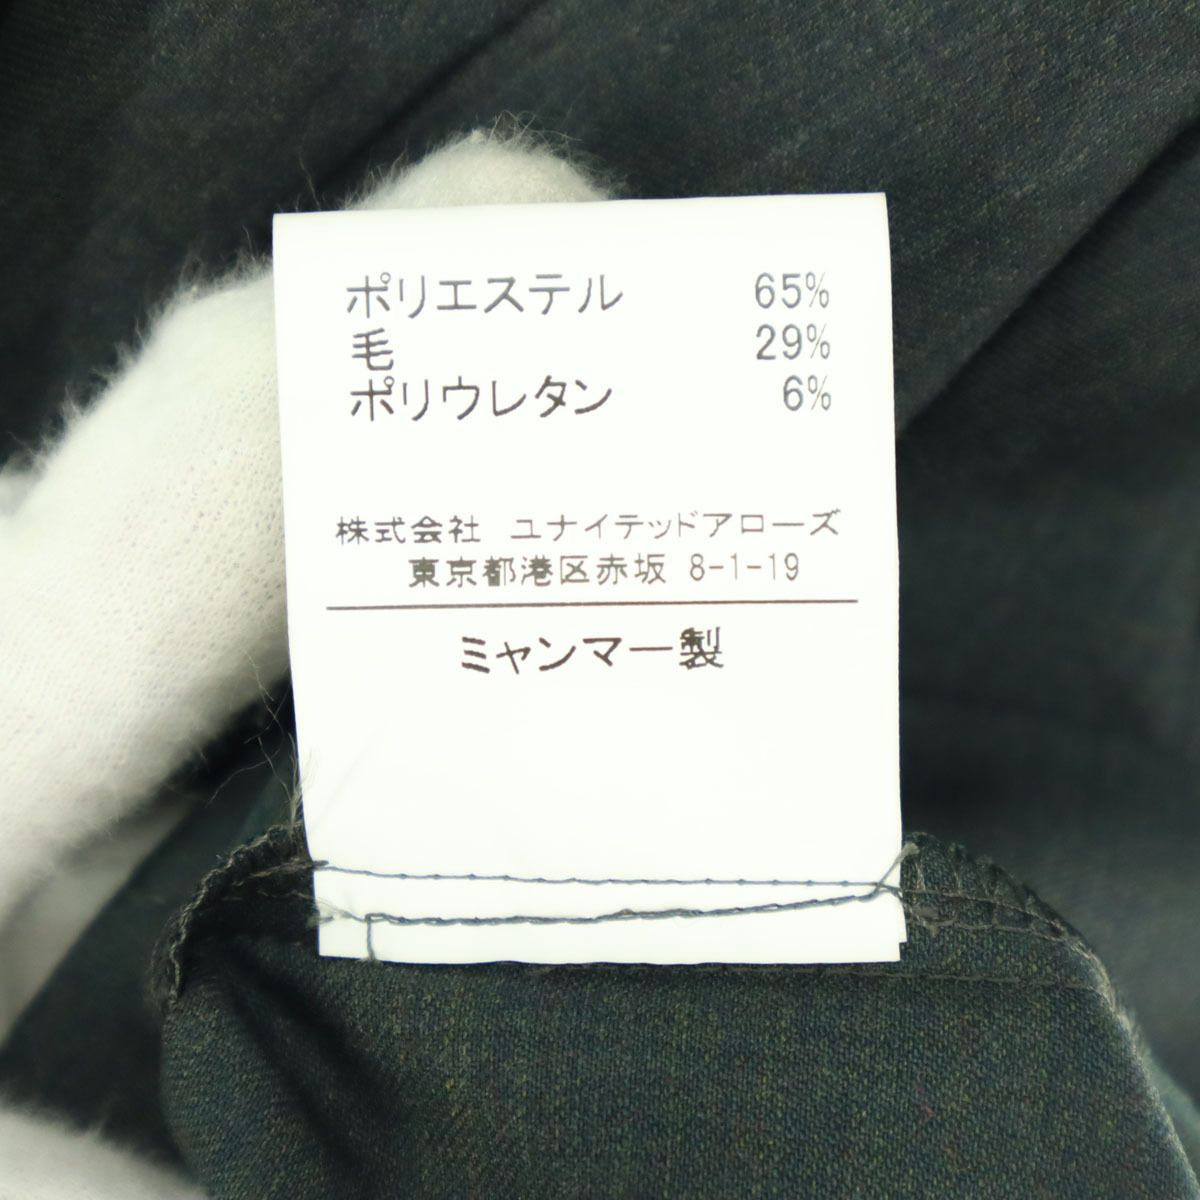 ポリエステル 65%
毛 29%
ポリウレタン 6%
株式会社 ユナイテッドアローズ
東京都港区赤坂 8-1-19
ミャンマー製